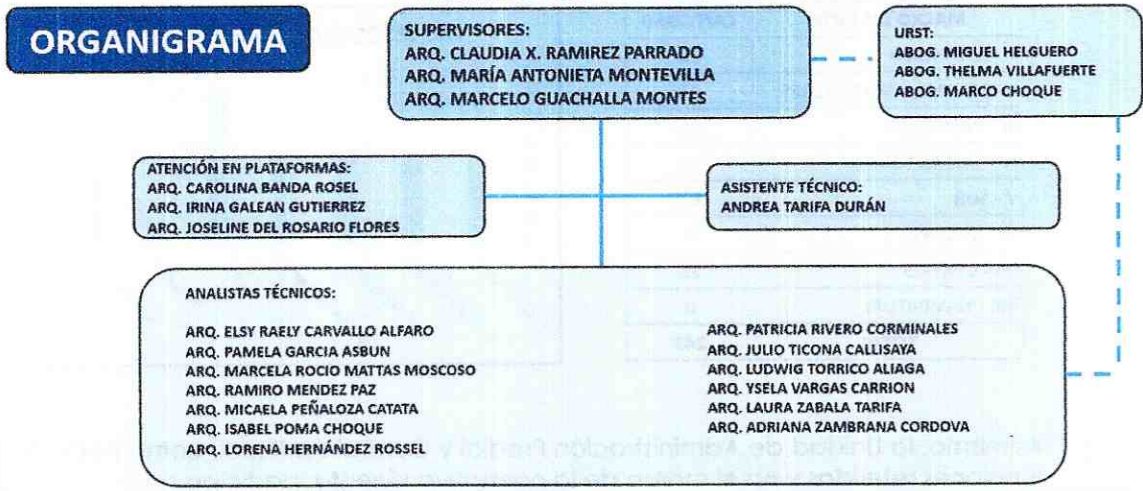 ORGANIGRAMA
SUPERVISORES:
ARQ. CLAUDIA X. RAMIREZ PARRADO
ARQ. MARÍA ANTONIETA MONTEVILLA
ARQ. MARCELO GUACHALLA MONTES
URST:
ABOG. MIGUEL HELGUERO
ABOG. THELMA VILLAFUERTE
ABOG. MARCO CHOQUE
ATENCIÓN EN PLATAFORMAS:
ARQ. CAROLINA BANDA ROSEL
ARQ. IRINA GALEAN GUTIERREZ
ARQ. JOSELINE DEL ROSARIO FLORES
ASISTENTE TÉCNICO:
ANDREA TARIFA DURÁN
ANALISTAS TÉCNICOS:
ARQ. ELSY RAELY CARVALLO ALFARO
ARQ. PAMELA GARCIA ASBUN
ARQ. MARCELA ROCIO MATTAS MOSCOSO
ARQ. RAMIRO MENDEZ PAZ
ARQ. MICAELA PEÑALOZA CATATA
ARQ. ISABEL POMA CHOQUE
ARQ. LORENA HERNÁNDEZ ROSSEL
ARQ. PATRICIA RIVERO CORMINALES
ARQ. JULIO TICONA CALLISAYA
ARQ. LUDWIG TORRICO ALIAGA
ARQ. YSELA VARGAS CARRION
ARQ. LAURA ZABALA TARIFA
ARQ. ADRIANA ZAMBRANA CORDOVA